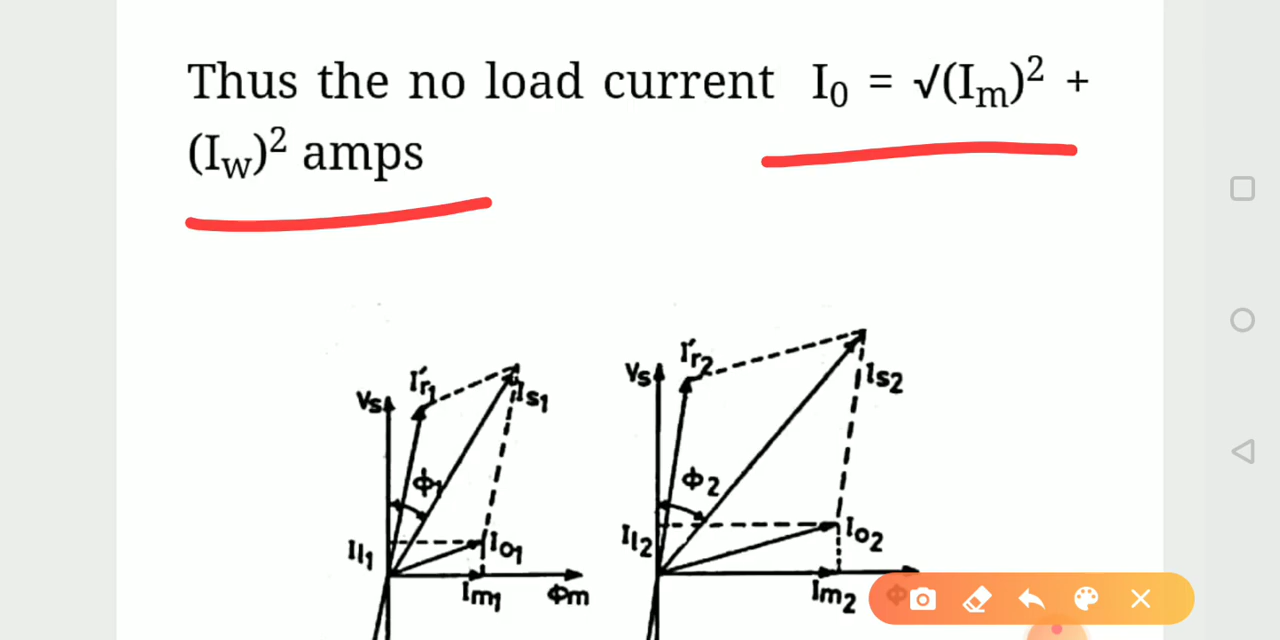 Thus the no load current I₀ = √(Iₘ)² +
(I_w)² amps
Vs I'r₁ Is₁
Φ₁
Il₁ Io₁
Im₁ Φm
Vs I'r₂ Is₂
Φ₂
Il₂ Io₂
Im₂